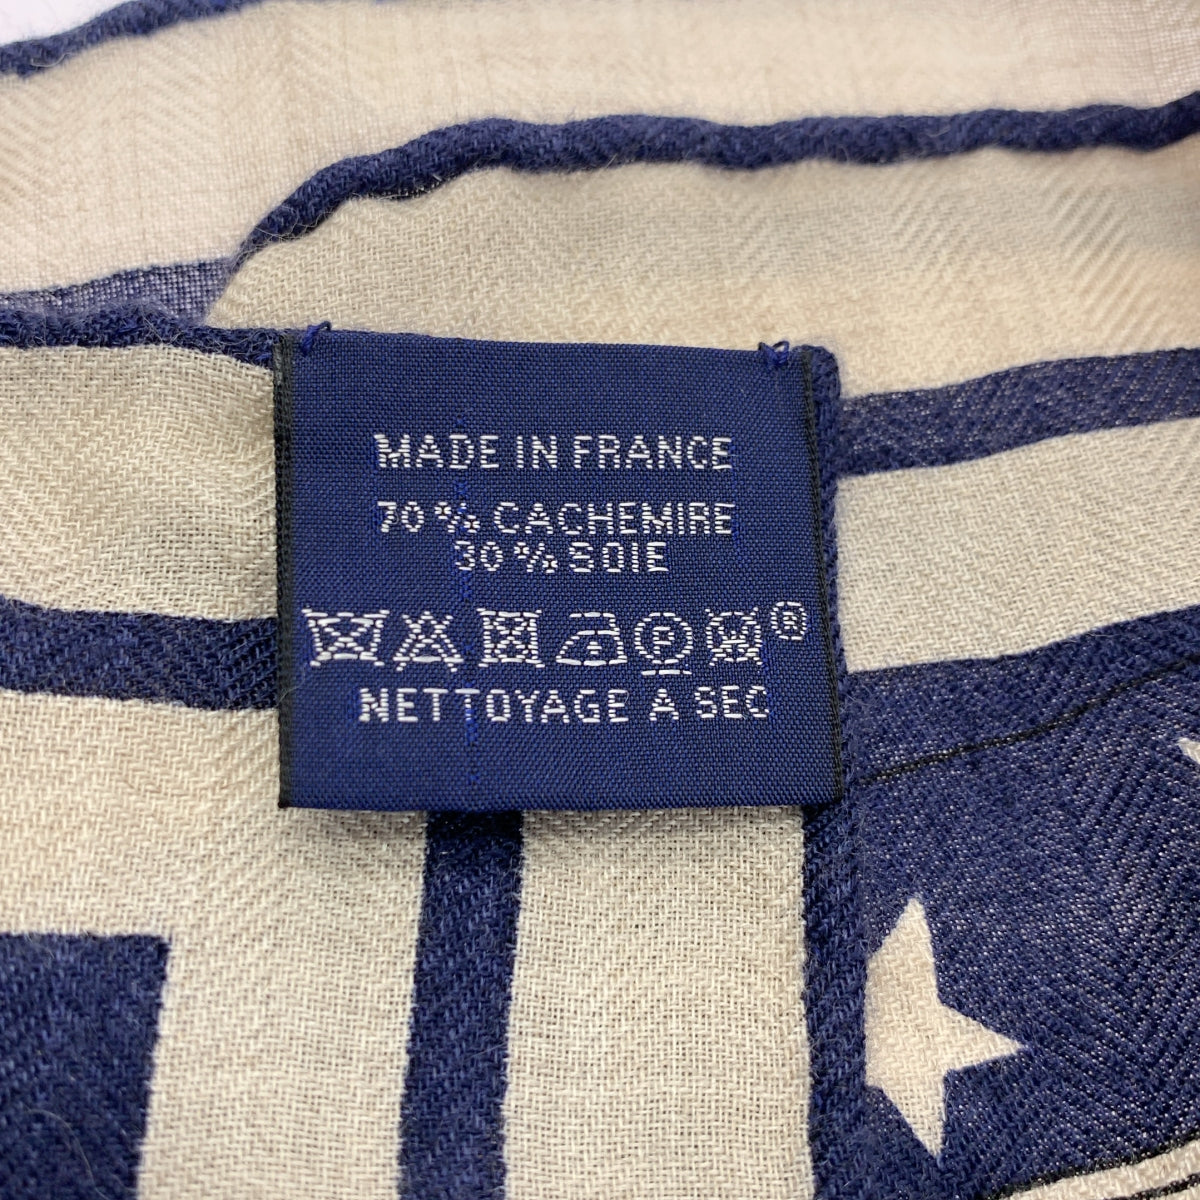 MADE IN FRANCE
70% CACHEMIRE
30% SOIE
P W ®
NETTOYAGE A SEC